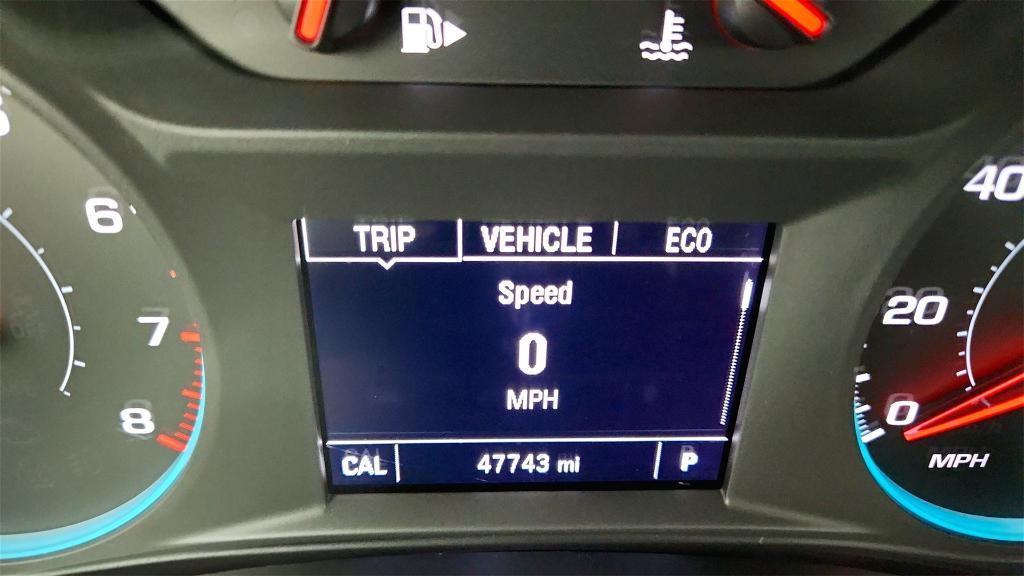 6
7
8
TRIP VEHICLE ECO
Speed
0
MPH
CAL 47743 mi P
40
20
0
MPH